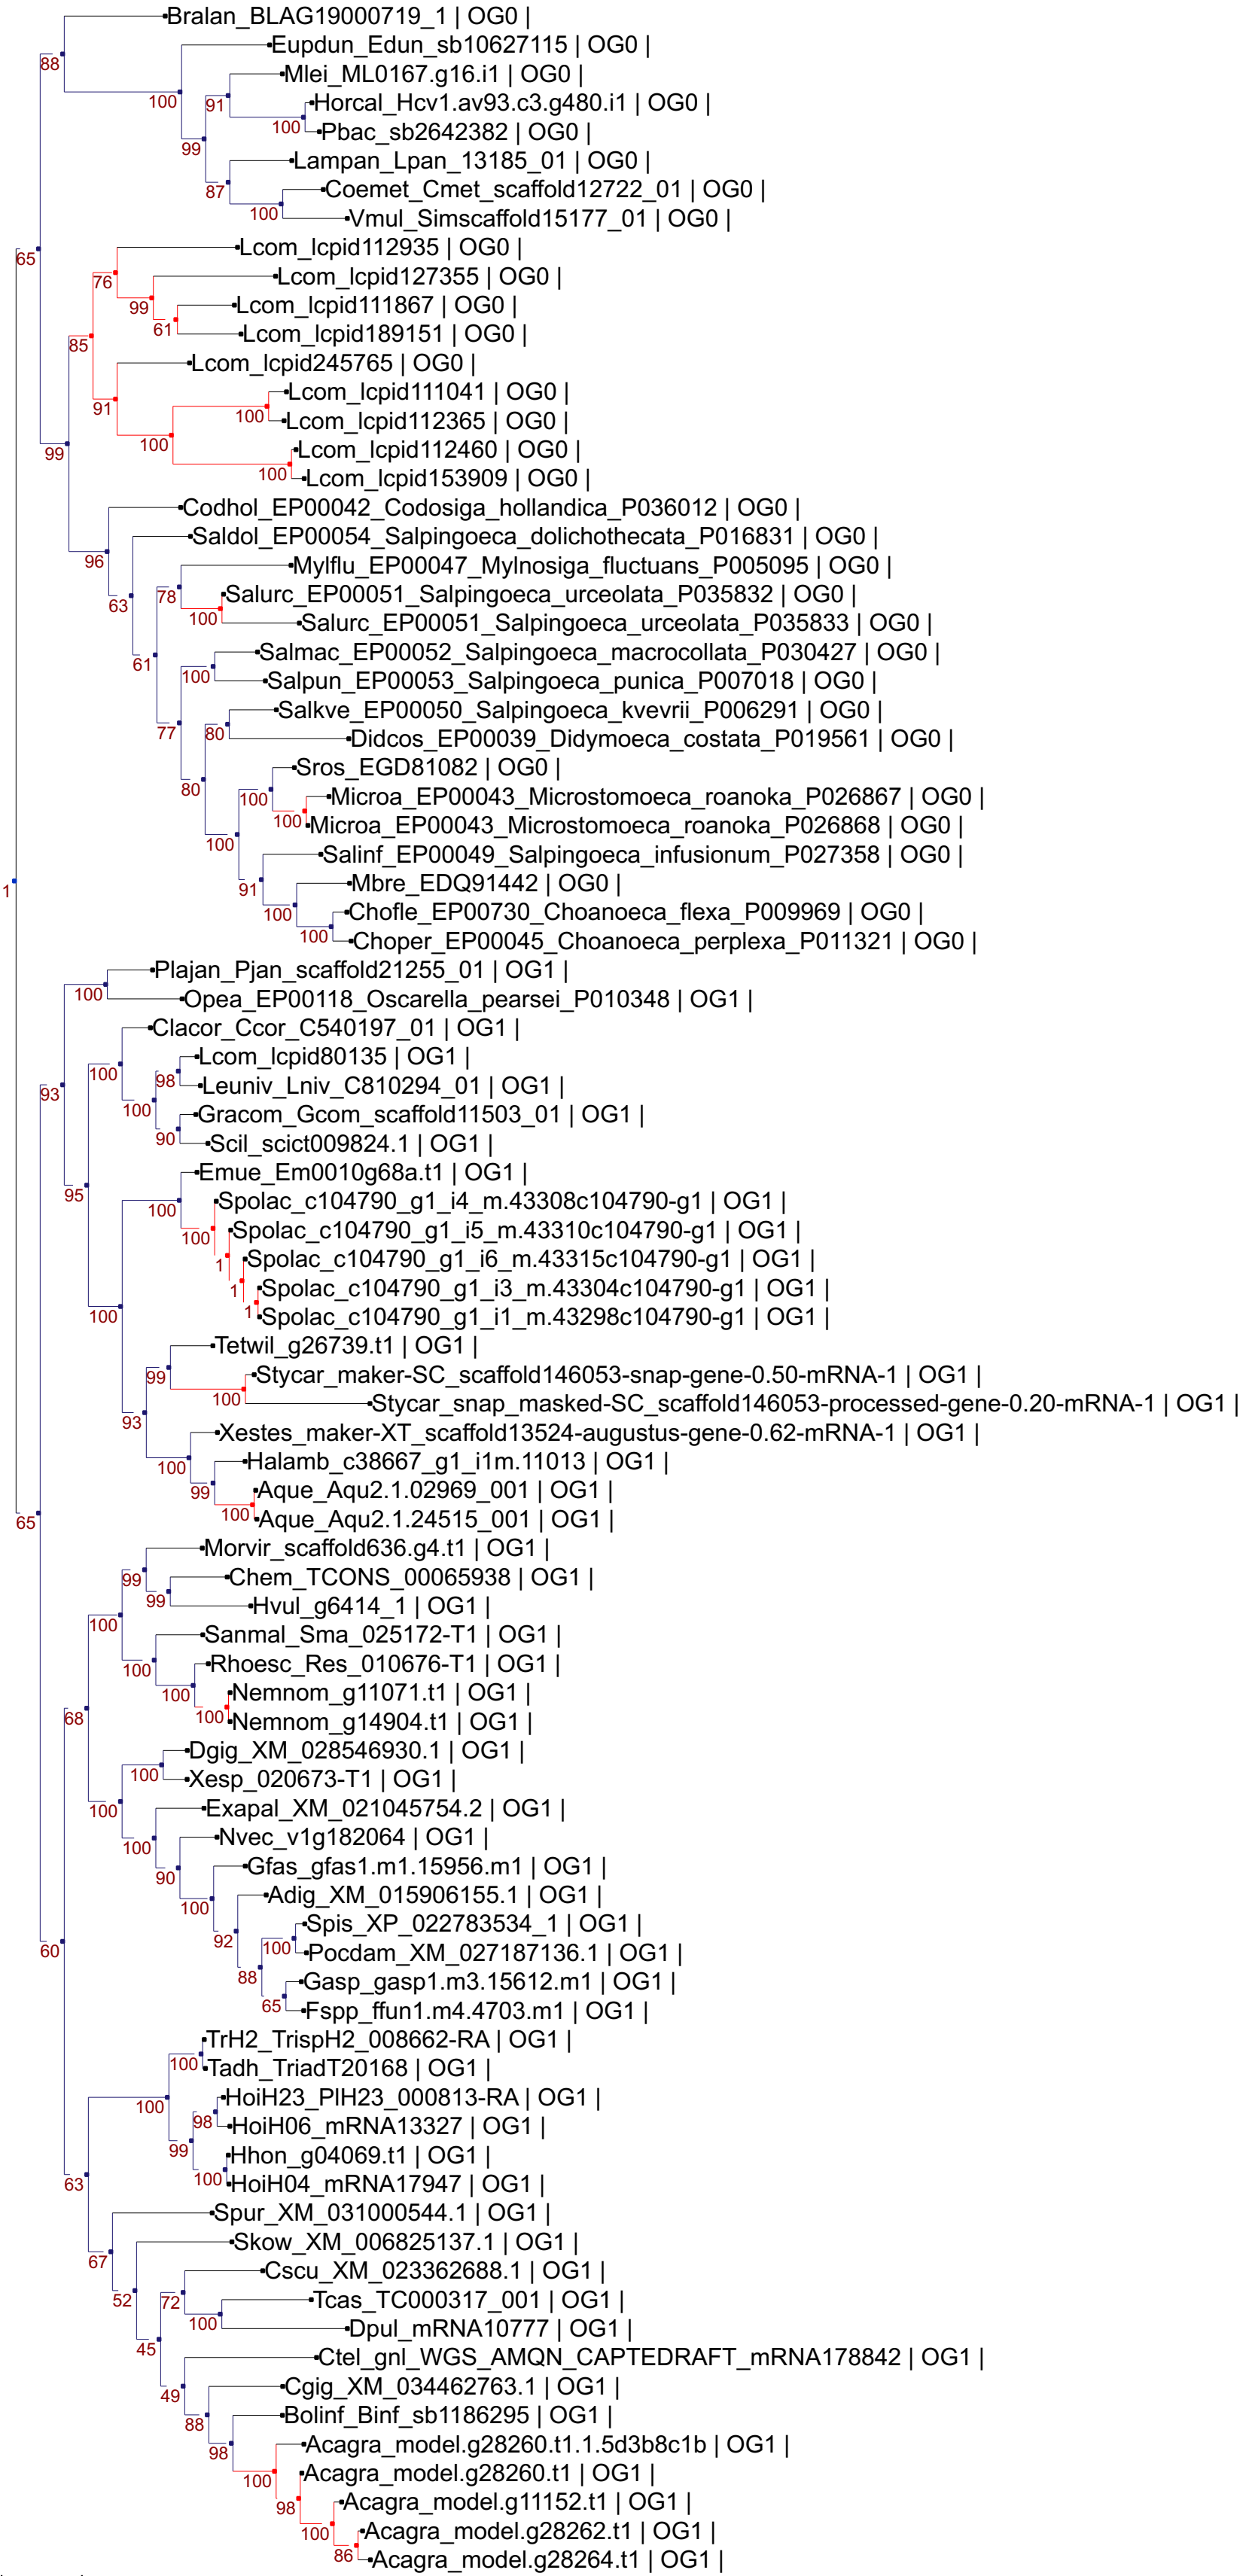 Bralan_BLAG19000719_1 | OG0 |
Eupdun_Edun_sb10627115 | OG0 |
88
Mlei_ML0167.g16.i1 | OG0 |
100
91
Horcal_Hcv1.av93.c3.g480.i1 | OG0 |
100
Pbac_sb2642382 | OG0 |
99
Lampan_Lpan_13185_01 | OG0 |
87
Coemet_Cmet_scaffold12722_01 | OG0 |
100
Vmul_Simscaffold15177_01 | OG0 |
Lcom_lcpid112935 | OG0 |
65
Lcom_lcpid127355 | OG0 |
76
99
Lcom_lcpid111867 | OG0 |
61
Lcom_lcpid189151 | OG0 |
85
Lcom_lcpid245765 | OG0 |
Lcom_lcpid111041 | OG0 |
91
100
Lcom_lcpid112365 | OG0 |
100
Lcom_lcpid112460 | OG0 |
99
100
Lcom_lcpid153909 | OG0 |
Codhol_EP00042_Codosiga_hollandica_P036012 | OG0 |
Saldol_EP00054_Salpingoeca_dolichothecata_P016831 | OG0 |
96
Mylflu_EP00047_Mylnosiga_fluctuans_P005095 | OG0 |
78
Salurc_EP00051_Salpingoeca_urceolata_P035832 | OG0 |
63
100
Salurc_EP00051_Salpingoeca_urceolata_P035833 | OG0 |
Salmac_EP00052_Salpingoeca_macrocollata_P030427 | OG0 |
61
100
Salpun_EP00053_Salpingoeca_punica_P007018 | OG0 |
Salkve_EP00050_Salpingoeca_kvevrii_P006291 | OG0 |
77
80
Didcos_EP00039_Didymoeca_costata_P019561 | OG0 |
Sros_EGD81082 | OG0 |
80
100
Microa_EP00043_Microstomoeca_roanoka_P026867 | OG0 |
100
Microa_EP00043_Microstomoeca_roanoka_P026868 | OG0 |
100
Salinf_EP00049_Salpingoeca_infusionum_P027358 | OG0 |
1
91
Mbre_EDQ91442 | OG0 |
100
Chofle_EP00730_Choanoeca_flexa_P009969 | OG0 |
100
Choper_EP00045_Choanoeca_perplexa_P011321 | OG0 |
Plajan_Pjan_scaffold21255_01 | OG1 |
100
Opea_EP00118_Oscarella_pearsei_P010348 | OG1 |
Clacor_Ccor_C540197_01 | OG1 |
Lcom_lcpid80135 | OG1 |
100
98
93
Leuniv_Lniv_C810294_01 | OG1 |
100
Gracom_Gcom_scaffold11503_01 | OG1 |
90
Scil_scict009824.1 | OG1 |
Emue_Em0010g68a.t1 | OG1 |
95
Spolac_c104790_g1_i4_m.43308c104790-g1 | OG1 |
100
Spolac_c104790_g1_i5_m.43310c104790-g1 | OG1 |
100
Spolac_c104790_g1_i6_m.43315c104790-g1 | OG1 |
1
Spolac_c104790_g1_i3_m.43304c104790-g1 | OG1 |
1
100
1
Spolac_c104790_g1_i1_m.43298c104790-g1 | OG1 |
Tetwil_g26739.t1 | OG1 |
99
Stycar_maker-SC_scaffold146053-snap-gene-0.50-mRNA-1 | OG1 |
100
Stycar_snap_masked-SC_scaffold146053-processed-gene-0.20-mRNA-1 | OG1 |
93
Xestes_maker-XT_scaffold13524-augustus-gene-0.62-mRNA-1 | OG1 |
100
Halamb_c38667_g1_i1m.11013 | OG1 |
99
Aque_Aqu2.1.02969_001 | OG1 |
100
Aque_Aqu2.1.24515_001 | OG1 |
65
Morvir_scaffold636.g4.t1 | OG1 |
99
Chem_TCONS_00065938 | OG1 |
99
Hvul_g6414_1 | OG1 |
100
Sanmal_Sma_025172-T1 | OG1 |
100
Rhoesc_Res_010676-T1 | OG1 |
100
Nemnom_g11071.t1 | OG1 |
68
100
Nemnom_g14904.t1 | OG1 |
Dgig_XM_028546930.1 | OG1 |
100
Xesp_020673-T1 | OG1 |
100
Exapal_XM_021045754.2 | OG1 |
100
Nvec_v1g182064 | OG1 |
90
Gfas_gfas1.m1.15956.m1 | OG1 |
100
Adig_XM_015906155.1 | OG1 |
92
Spis_XP_022783534_1 | OG1 |
60
100
Pocdam_XM_027187136.1 | OG1 |
88
Gasp_gasp1.m3.15612.m1 | OG1 |
65
Fspp_ffun1.m4.4703.m1 | OG1 |
TrH2_TrispH2_008662-RA | OG1 |
100
Tadh_TriadT20168 | OG1 |
100
HoiH23_PlH23_000813-RA | OG1 |
98
HoiH06_mRNA13327 | OG1 |
99
Hhon_g04069.t1 | OG1 |
63
100
HoiH04_mRNA17947 | OG1 |
Spur_XM_031000544.1 | OG1 |
67
Skow_XM_006825137.1 | OG1 |
Cscu_XM_023362688.1 | OG1 |
52
72
Tcas_TC000317_001 | OG1 |
100
Dpul_mRNA10777 | OG1 |
45
Ctel_gnl_WGS_AMQN_CAPTEDRAFT_mRNA178842 | OG1 |
49
Cgig_XM_034462763.1 | OG1 |
88
Bolinf_Binf_sb1186295 | OG1 |
98
Acagra_model.g28260.t1.1.5d3b8c1b | OG1 |
100
Acagra_model.g28260.t1 | OG1 |
98
Acagra_model.g11152.t1 | OG1 |
100
Acagra_model.g28262.t1 | OG1 |
86
Acagra_model.g28264.t1 | OG1 |